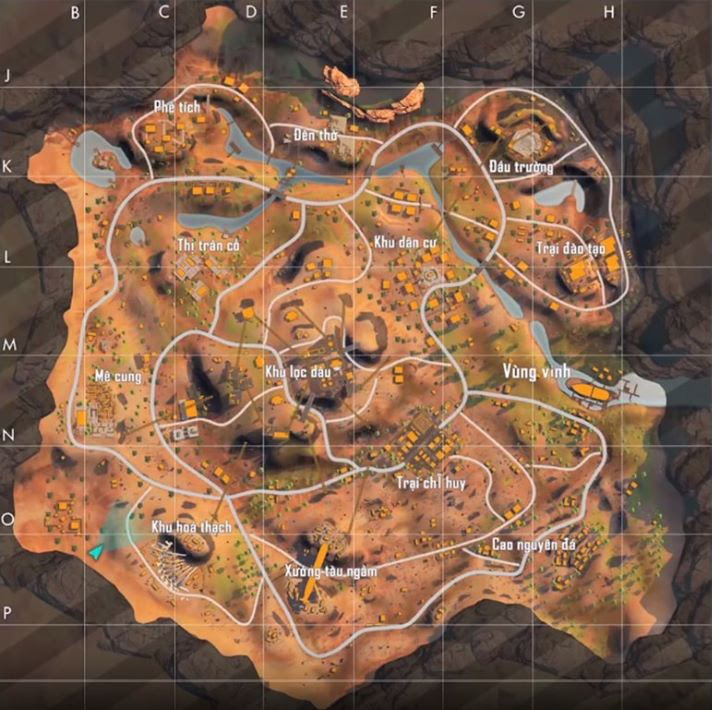 B C D E F G H
J
Phế tích
Đền thờ
K
Đấu trường
Thị trấn cổ
Khu dân cư
Trại đào tạo
L
M
Mê cung
Khu lọc dầu
Vùng vịnh
N
Trại chỉ huy
O
Khu hoá thạch
Cao nguyên đá
Xưởng tàu ngầm
P